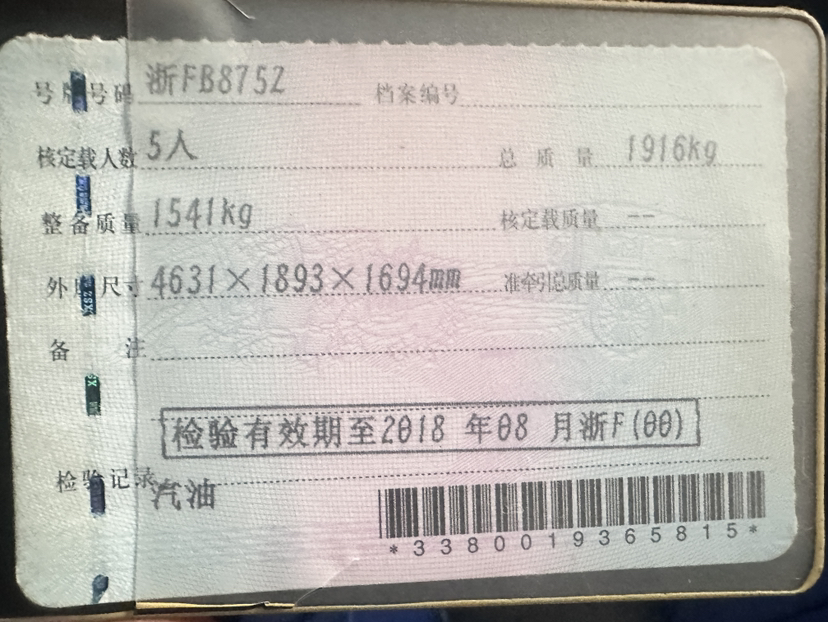 号牌号码 浙FB875Z 档案编号
核定载人数 5人 总质量 1916kg
整备质量 1541kg 核定载质量 --
外廓尺寸 4631×1893×1694mm 准牵引总质量 --
备注
检验有效期至2018年08月浙F(00)
检验记录
汽油
*3380019365815*